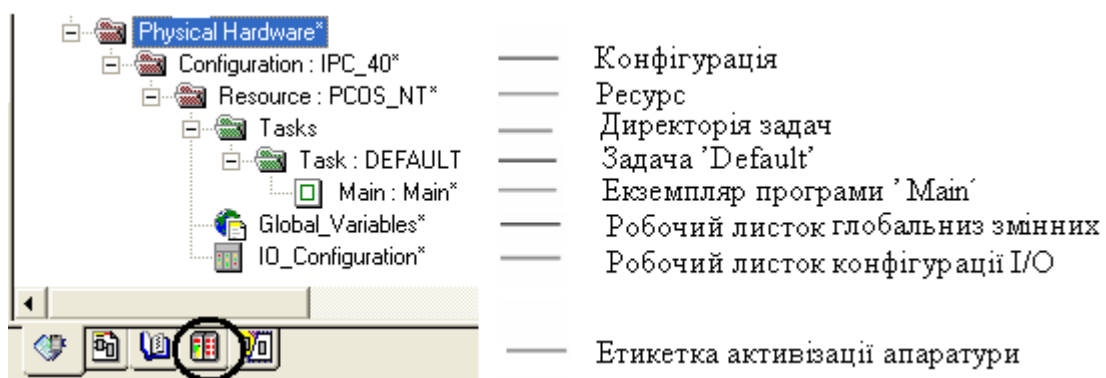 Physical Hardware*
Configuration : IPC_40* Конфігурація
Resource : PCOS_NT* Ресурс
Tasks Директорія задач
Task : DEFAULT Задача ’Default’
Main : Main* Екземпляр програми ’ Main´
Global_Variables* Робочий листок глобальниз змінних
IO_Configuration* Робочий листок конфігурації I/O
Етикетка активізації апаратури